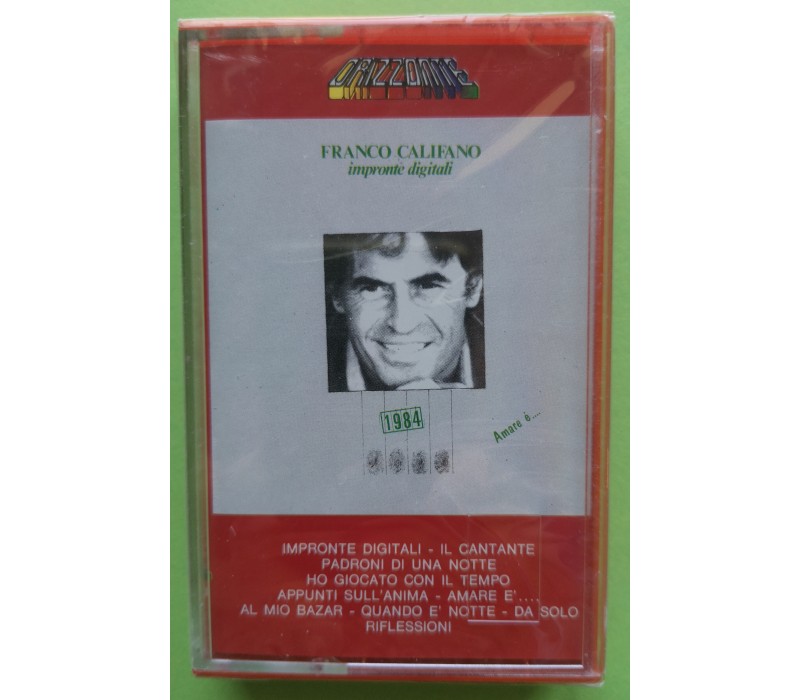 ORIZZONTE
FRANCO CALIFANO
impronte digitali
1984
Amare è....
IMPRONTE DIGITALI - IL CANTANTE
PADRONI DI UNA NOTTE
HO GIOCATO CON IL TEMPO
APPUNTI SULL'ANIMA - AMARE E'....
AL MIO BAZAR - QUANDO E' NOTTE - DA SOLO
RIFLESSIONI